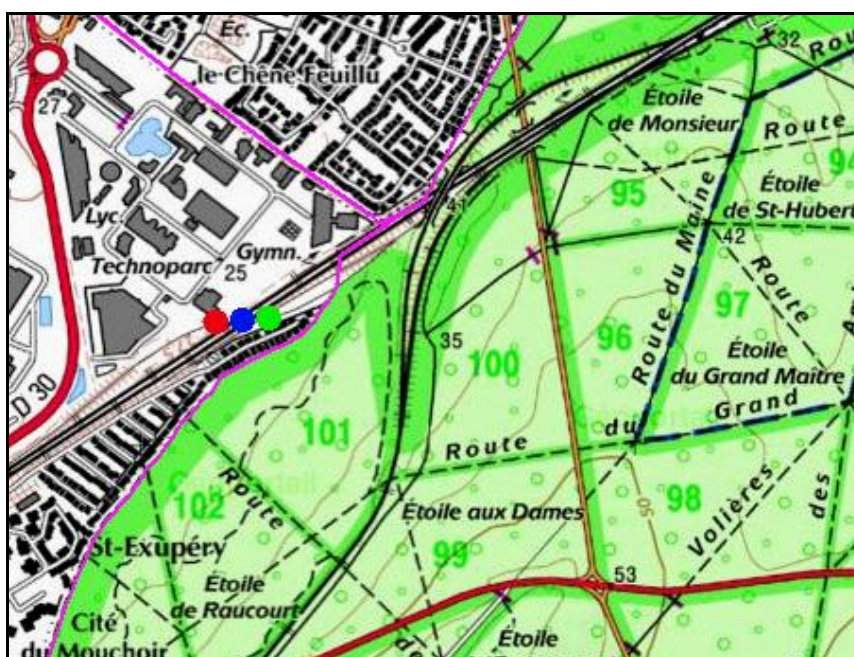 Éc.
32
le Chêne Feuillu
27
Étoile
de Monsieur
Route
94
95
Étoile
de St-Hubert
Lyc.
41
Route du Maine
42
Gymn.
Technoparc
25
Route
97
35
100
96
Étoile
du Grand Maître
D 30
101
Route
du
Grand
102
Route
98
50
Volières
des
Étoile aux Dames
St-Exupéry
99
Étoile
de Raucourt
53
Cité
du Mouchoir
de
Étoile